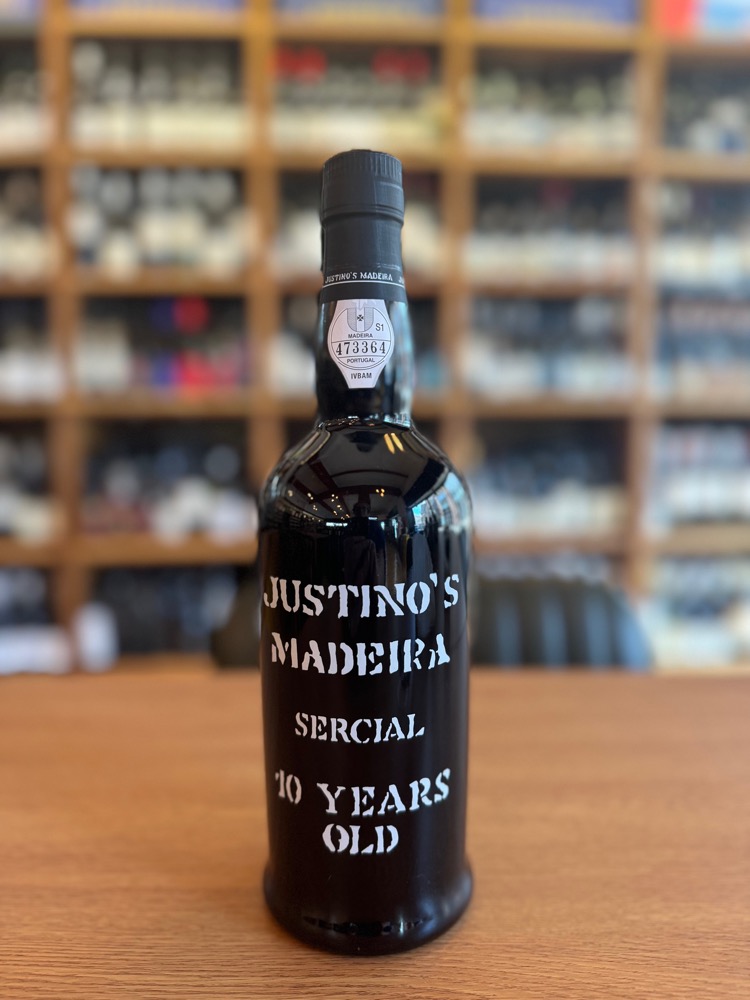 JUSTINO'S MADEIRA
S1
MADEIRA
473364
PORTUGAL
IVBAM
JUSTINO'S
MADEIRA
SERCIAL
10 YEARS
OLD